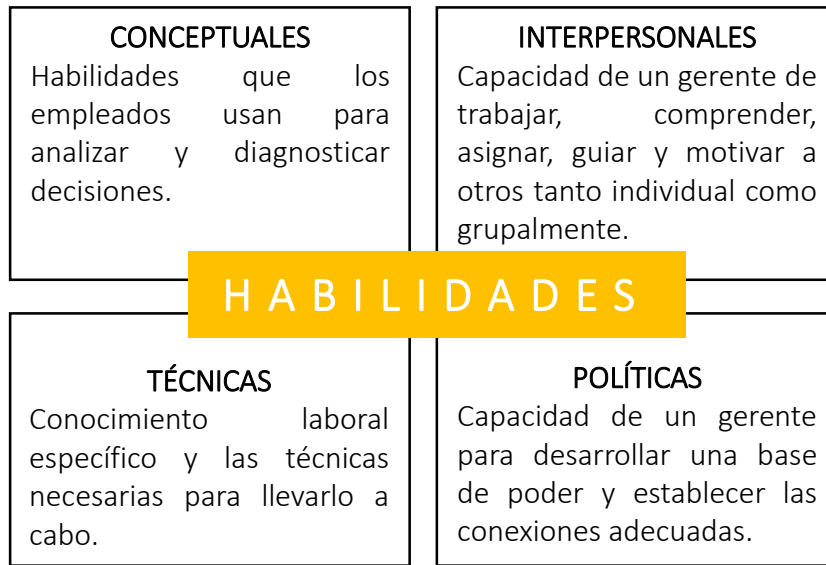 CONCEPTUALES
Habilidades que los
empleados usan para
analizar y diagnosticar
decisiones.
INTERPERSONALES
Capacidad de un gerente de
trabajar, comprender,
asignar, guiar y motivar a
otros tanto individual como
grupalmente.
HABILIDADES
TÉCNICAS
Conocimiento laboral
específico y las técnicas
necesarias para llevarlo a
cabo.
POLÍTICAS
Capacidad de un gerente
para desarrollar una base
de poder y establecer las
conexiones adecuadas.